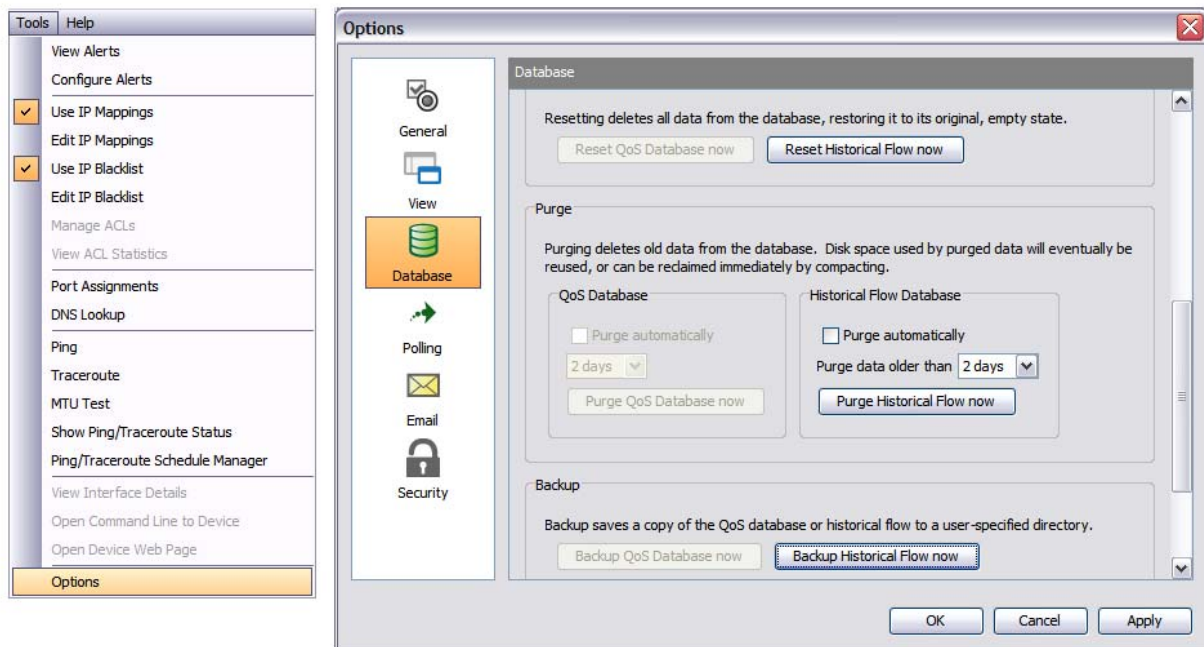 Tools Help
View Alerts
Configure Alerts
Use IP Mappings
Edit IP Mappings
Use IP Blacklist
Edit IP Blacklist
Manage ACLs
View ACL Statistics
Port Assignments
DNS Lookup
Ping
Traceroute
MTU Test
Show Ping/Traceroute Status
Ping/Traceroute Schedule Manager
View Interface Details
Open Command Line to Device
Open Device Web Page
Options
Options
General
View
Database
Polling
Email
Security
Database
Resetting deletes all data from the database, restoring it to its original, empty state.
Reset QoS Database now Reset Historical Flow now
Purge
Purging deletes old data from the database. Disk space used by purged data will eventually be
reused, or can be reclaimed immediately by compacting.
QoS Database
Purge automatically
2 days
Purge QoS Database now
Historical Flow Database
Purge automatically
Purge data older than 2 days
Purge Historical Flow now
Backup
Backup saves a copy of the QoS database or historical flow to a user-specified directory.
Backup QoS Database now Backup Historical Flow now
OK Cancel Apply